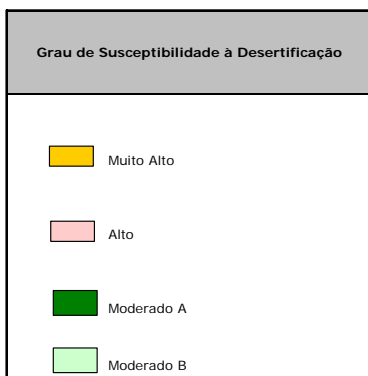 Grau de Susceptibilidade à Desertificação
Muito Alto
Alto
Moderado A
Moderado B